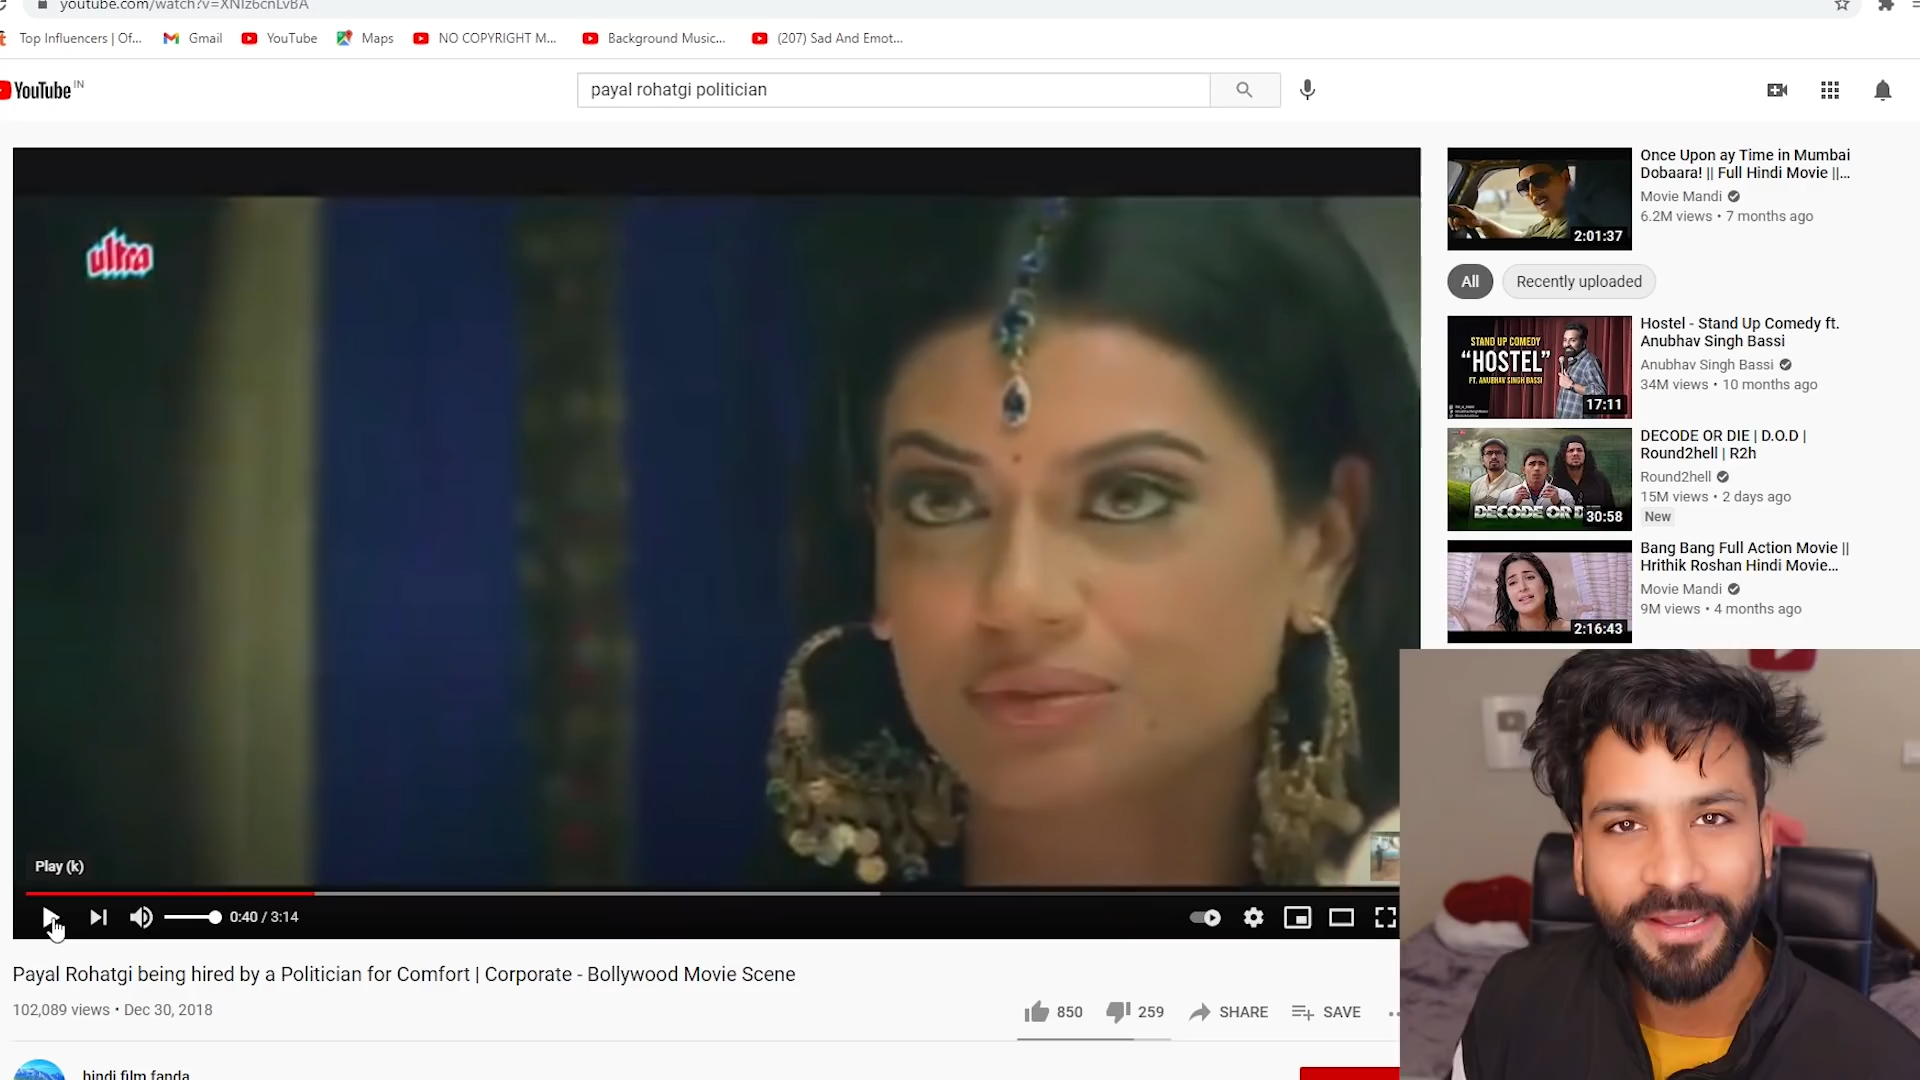 youtube.com/watch?v=XNIz6cnLvBA
Top Influencers | Of...
Gmail
YouTube
Maps
NO COPYRIGHT M...
Background Music...
(207) Sad And Emot...
YouTube IN
payal rohatgi politician
ultra
Play (k)
0:40 / 3:14
Payal Rohatgi being hired by a Politician for Comfort | Corporate - Bollywood Movie Scene
102,089 views • Dec 30, 2018
850
259
SHARE
SAVE
hindi film fanda
Once Upon ay Time in Mumbai
Dobaara! || Full Hindi Movie ||...
Movie Mandi
6.2M views • 7 months ago
2:01:37
All
Recently uploaded
STAND UP COMEDY
“HOSTEL”
FT. ANUBHAV SINGH BASSI
17:11
Hostel - Stand Up Comedy ft.
Anubhav Singh Bassi
Anubhav Singh Bassi
34M views • 10 months ago
DECODE OR D
30:58
DECODE OR DIE | D.O.D |
Round2hell | R2h
Round2hell
15M views • 2 days ago
New
Bang Bang Full Action Movie ||
Hrithik Roshan Hindi Movie...
Movie Mandi
9M views • 4 months ago
2:16:43